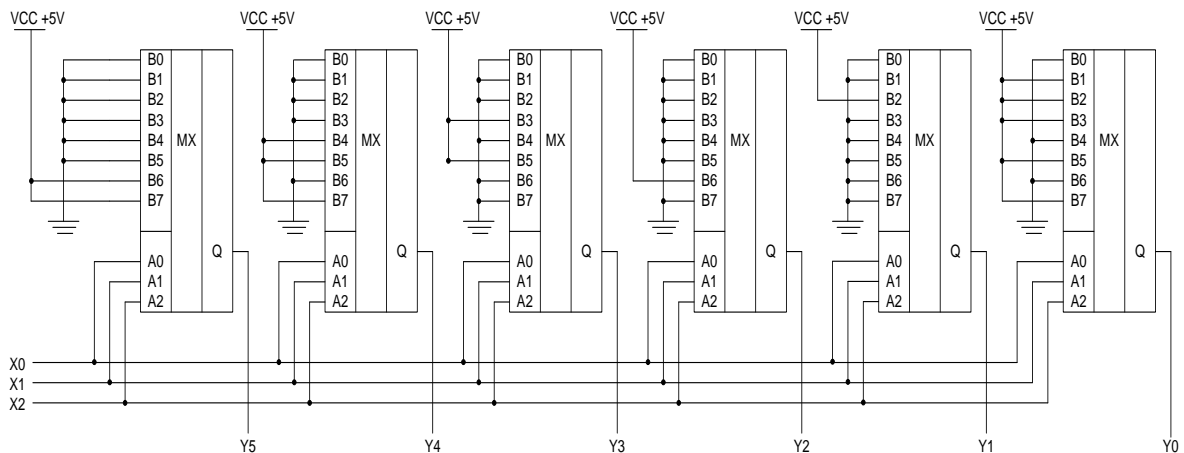 VCC +5V VCC +5V VCC +5V VCC +5V VCC +5V VCC +5V
B0 B0 B0 B0 B0 B0
B1 B1 B1 B1 B1 B1
B2 B2 B2 B2 B2 B2
B3 B3 B3 B3 B3 B3
B4 MX B4 MX B4 MX B4 MX B4 MX B4 MX
B5 B5 B5 B5 B5 B5
B6 B6 B6 B6 B6 B6
B7 B7 B7 B7 B7 B7
Q Q Q Q Q Q
A0 A0 A0 A0 A0 A0
A1 A1 A1 A1 A1 A1
A2 A2 A2 A2 A2 A2
X0
X1
X2
Y5 Y4 Y3 Y2 Y1 Y0